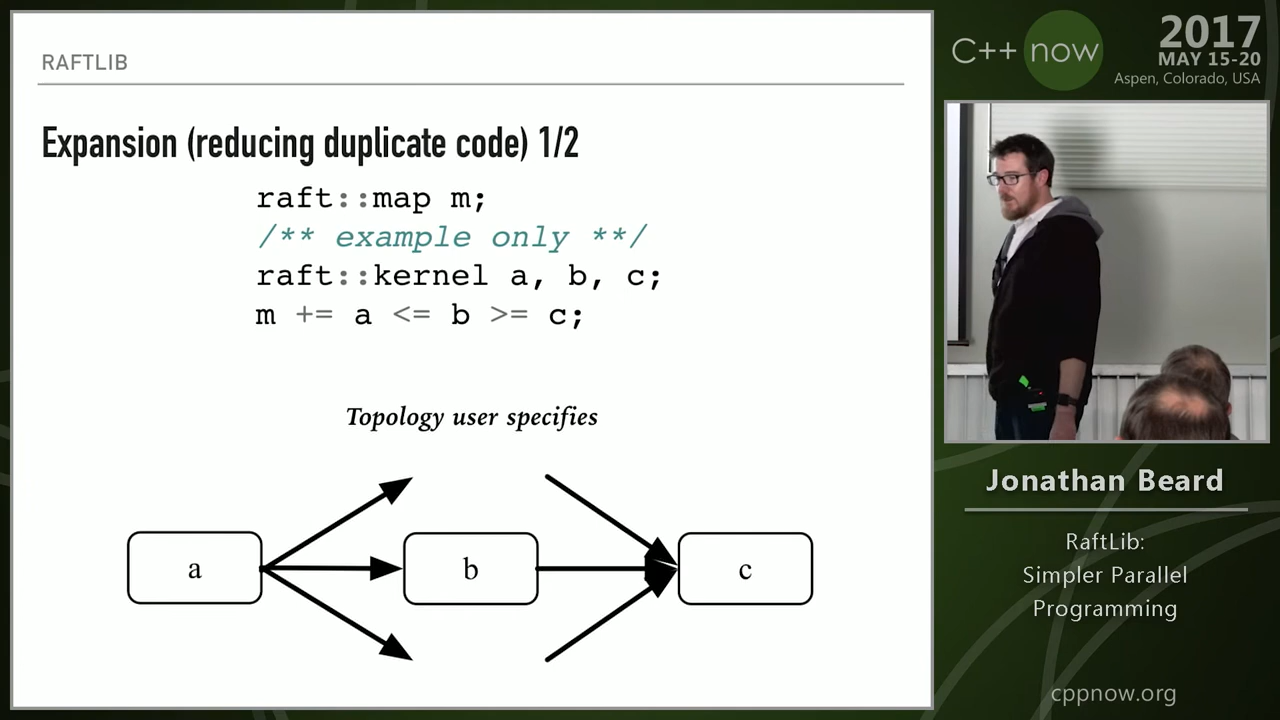 RAFTLIB
Expansion (reducing duplicate code) 1/2
raft::map m;
/** example only **/
raft::kernel a, b, c;
m += a <= b >= c;
Topology user specifies
a
b
c
C++ now
2017
MAY 15-20
Aspen, Colorado, USA
Jonathan Beard
RaftLib:
Simpler Parallel
Programming
cppnow.org